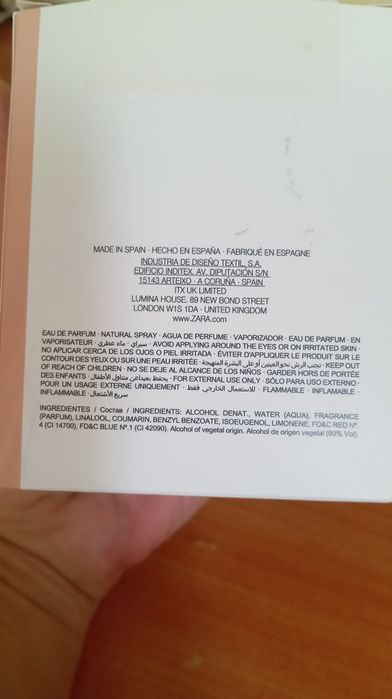 MADE IN SPAIN · HECHO EN ESPAÑA · FABRIQUÉ EN ESPAGNE
INDUSTRIA DE DISEÑO TEXTIL, S.A.
EDIFICIO INDITEX. AV. DIPUTACIÓN S/N
15143 ARTEIXO · A CORUNA · SPAIN
ITX UK LIMITED
LUMINA HOUSE. 89 NEW BOND STREET
LONDON W1S 1DA · UNITED KINGDOM
www.ZARA.com
EAU DE PARFUM · NATURAL SPRAY · AGUA DE PERFUME · VAPORIZADOR · EAU DE PARFUM · EN
VAPORISATEUR · ماء عطري · سبراي · AVOID APPLYING AROUND THE EYES OR ON IRRITATED SKIN ·
NO APLICAR CERCA DE LOS OJOS O PIEL IRRITADA · ÉVITER D'APPLIQUER LE PRODUIT SUR LE
CONTOUR DES YEUX OU SUR UNE PEAU IRRITÉE · تجنب الرش نحو العينين أو على البشرة المتهيجة · KEEP OUT
OF REACH OF CHILDREN · NO SE DEJE AL ALCANCE DE LOS NIÑOS · GARDER HORS DE PORTÉE
DES ENFANTS · يحفظ بعيدا عن متناول الأطفال · FOR EXTERNAL USE ONLY · SÓLO PARA USO EXTERNO ·
POUR UN USAGE EXTERNE UNIQUEMENT · للاستعمال الخارجي فقط · FLAMMABLE · INFLAMABLE ·
INFLAMMABLE · سريع الأشتعال
INGREDIENTES / Состав / INGREDIENTS: ALCOHOL DENAT., WATER (AQUA), FRAGRANCE
(PARFUM), LINALOOL, COUMARIN, BENZYL BENZOATE, ISOEUGENOL, LIMONENE, FD&C RED Nº.
4 (CI 14700), FD&C BLUE Nº.1 (CI 42090). Alcohol of vegetal origin. Alcohol de origen vegetal (80% Vol).